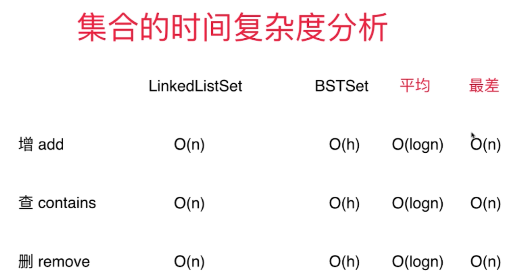 集合的时间复杂度分析
LinkedListSet BSTSet 平均 最差
增 add O(n) O(h) O(logn) O(n)
查 contains O(n) O(h) O(logn) O(n)
删 remove O(n) O(h) O(logn) O(n)